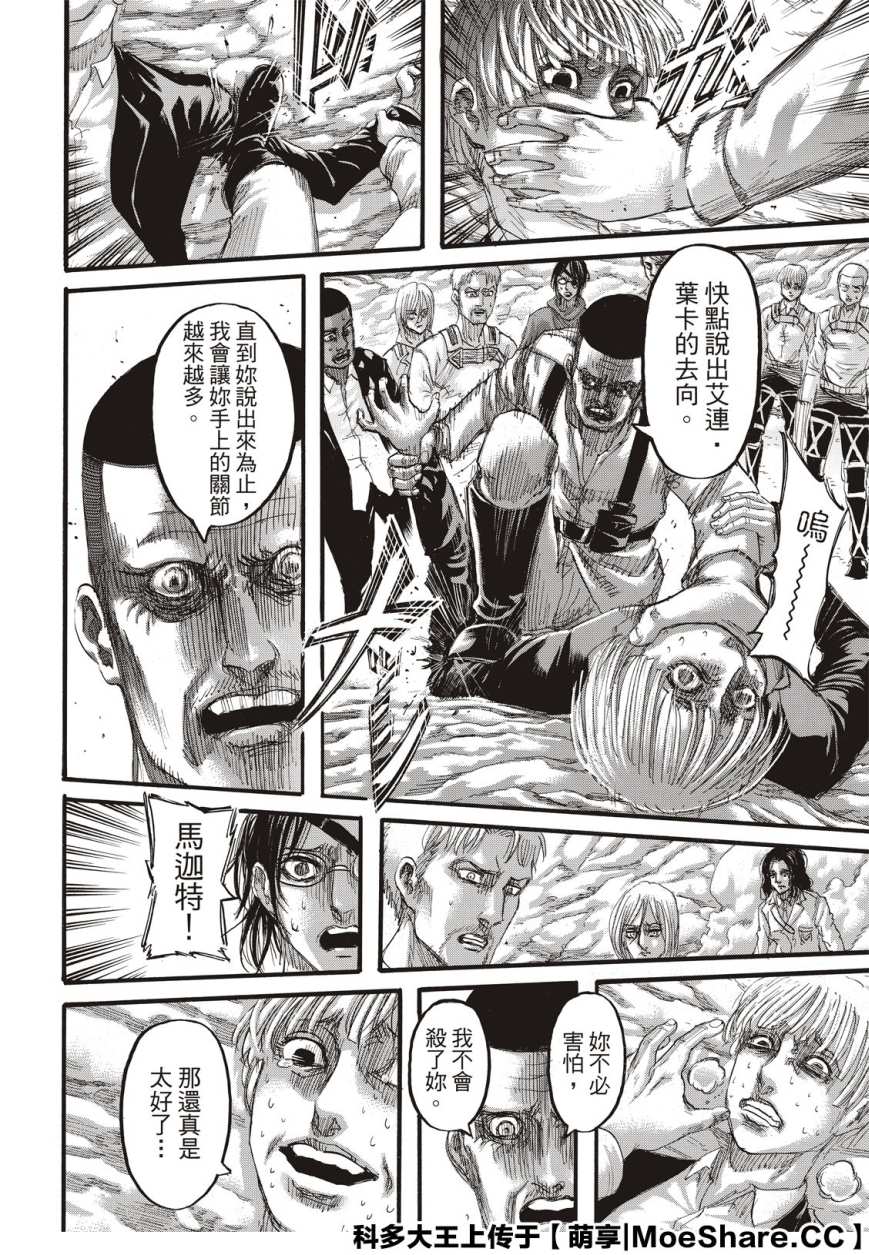 快點說出艾連·
葉卡的去向。
嗚～～
直到妳說出來為止，
我會讓妳手上的關節
越來越多。
馬迦特！
妳不必
害怕，
我不會
殺了妳。
那還真是
太好了…
科多大王上传于【萌享|MoeShare.CC】